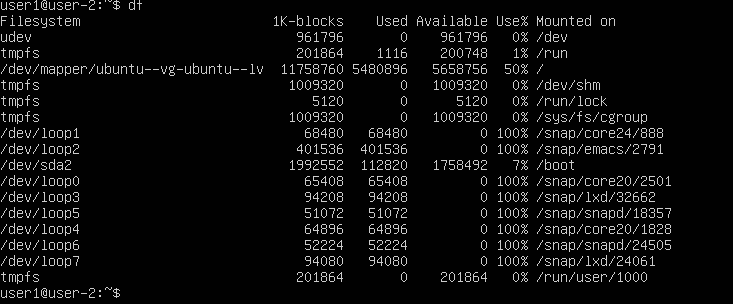 user1@user-2:~$ df
Filesystem                        1K-blocks    Used Available Use% Mounted on
udev                                 961796       0    961796   0% /dev
tmpfs                                201864    1116    200748   1% /run
/dev/mapper/ubuntu--vg-ubuntu--lv  11758760 5480896   5658756  50% /
tmpfs                               1009320       0   1009320   0% /dev/shm
tmpfs                                  5120       0      5120   0% /run/lock
tmpfs                               1009320       0   1009320   0% /sys/fs/cgroup
/dev/loop1                            68480   68480         0 100% /snap/core24/888
/dev/loop2                           401536  401536         0 100% /snap/emacs/2791
/dev/sda2                           1992552  112820   1758492   7% /boot
/dev/loop0                            65408   65408         0 100% /snap/core20/2501
/dev/loop3                            94208   94208         0 100% /snap/lxd/32662
/dev/loop5                            51072   51072         0 100% /snap/snapd/18357
/dev/loop4                            64896   64896         0 100% /snap/core20/1828
/dev/loop6                            52224   52224         0 100% /snap/snapd/24505
/dev/loop7                            94080   94080         0 100% /snap/lxd/24061
tmpfs                                201864       0    201864   0% /run/user/1000
user1@user-2:~$